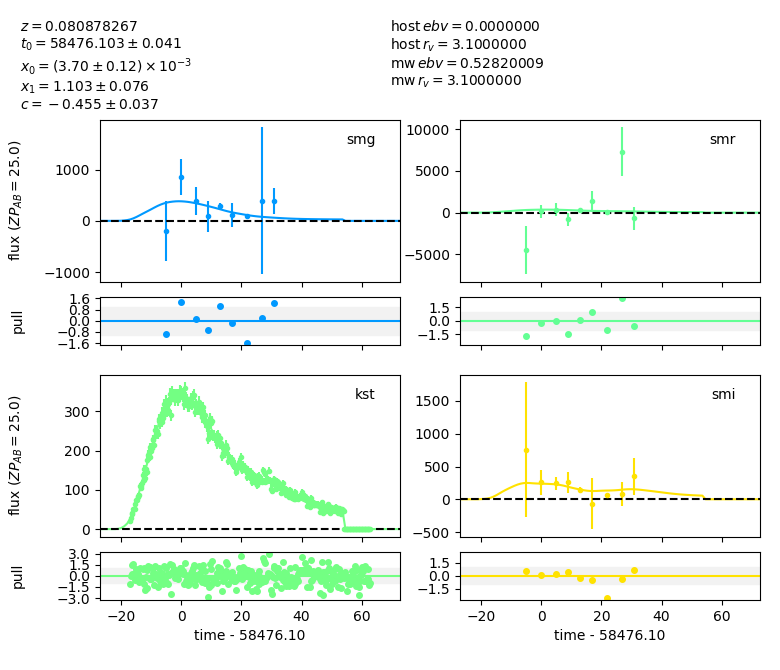 z = 0.080878267
t₀ = 58476.103 ± 0.041
x₀ = (3.70 ± 0.12) × 10⁻³
x₁ = 1.103 ± 0.076
c = −0.455 ± 0.037
host ebv = 0.0000000
host r_v = 3.1000000
mw ebv = 0.52820009
mw r_v = 3.1000000
flux (ZP_AB = 25.0)
1000
0
−1000
smg
10000
5000
0
−5000
smr
pull
1.6
0.8
0.0
−0.8
−1.6
1.5
0.0
−1.5
flux (ZP_AB = 25.0)
300
200
100
0
kst
1500
1000
500
0
−500
smi
pull
3.0
1.5
0.0
−1.5
−3.0
1.5
0.0
−1.5
−20 0 20 40 60
time - 58476.10
−20 0 20 40 60
time - 58476.10